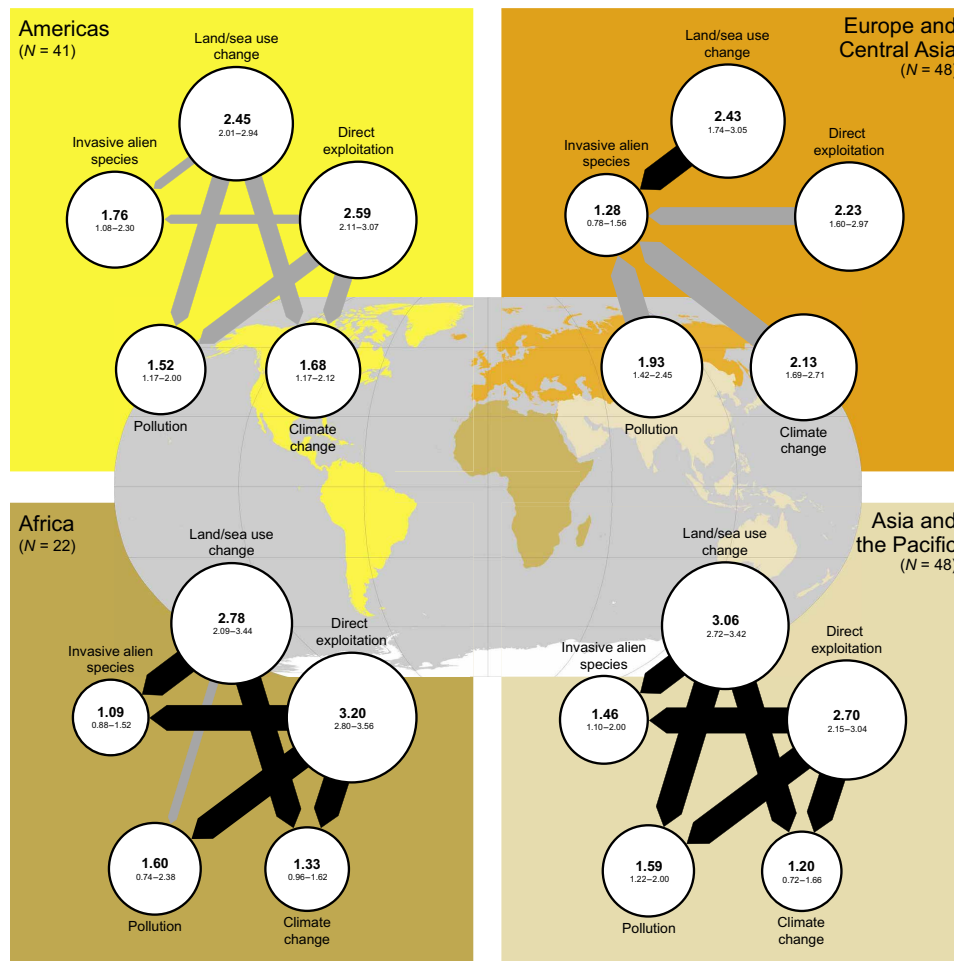 Americas
(N = 41)
Land/sea use
change
2.45
2.01–2.94
Invasive alien
species
1.76
1.08–2.30
Direct
exploitation
2.59
2.11–3.07
1.52
1.17–2.00
Pollution
1.68
1.17–2.12
Climate
change
Europe and
Central Asia
(N = 48)
Land/sea use
change
2.43
1.74–3.05
Invasive alien
species
1.28
0.78–1.56
Direct
exploitation
2.23
1.60–2.97
1.93
1.42–2.45
Pollution
2.13
1.69–2.71
Climate
change
Africa
(N = 22)
Land/sea use
change
2.78
2.09–3.44
Invasive alien
species
1.09
0.88–1.52
Direct
exploitation
3.20
2.80–3.56
1.60
0.74–2.38
Pollution
1.33
0.96–1.62
Climate
change
Asia and
the Pacific
(N = 48)
Land/sea use
change
3.06
2.72–3.42
Invasive alien
species
1.46
1.10–2.00
Direct
exploitation
2.70
2.15–3.04
1.59
1.22–2.00
Pollution
1.20
0.72–1.66
Climate
change